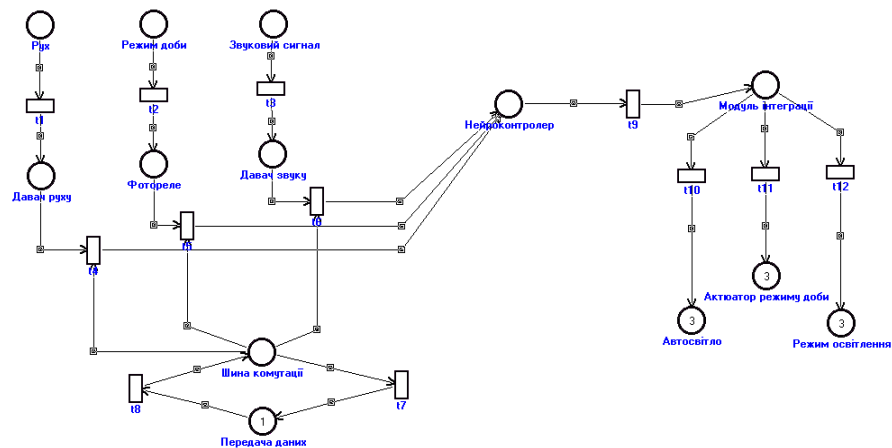 Рух
Режим доби
Звуковий сигнал
t1
t2
t3
Давач руху
Фотореле
Давач звуку
t4
t5
t6
Нейроконтролер
t9
Модуль інтеграції
t10
t11
t12
3
Актюатор режиму доби
3
Автосвітло
3
Режим освітлення
Шина комутації
t8
t7
1
Передача даних